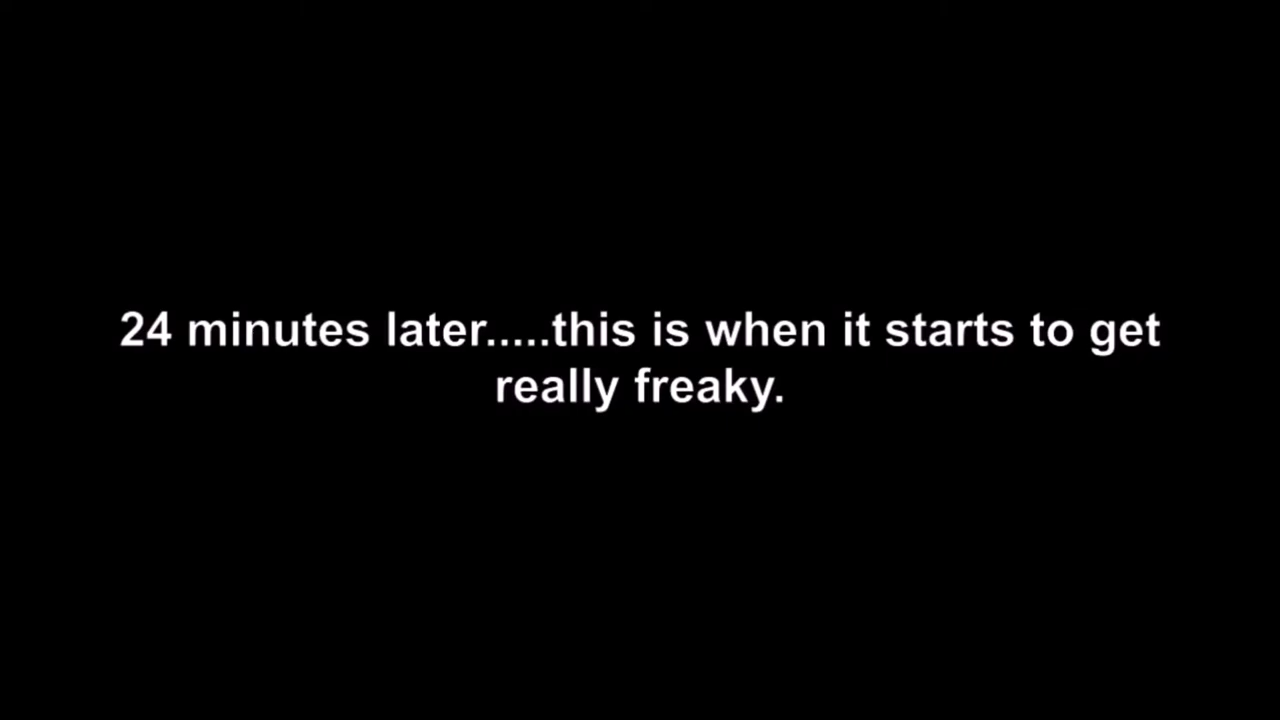 24 minutes later.....this is when it starts to get
really freaky.